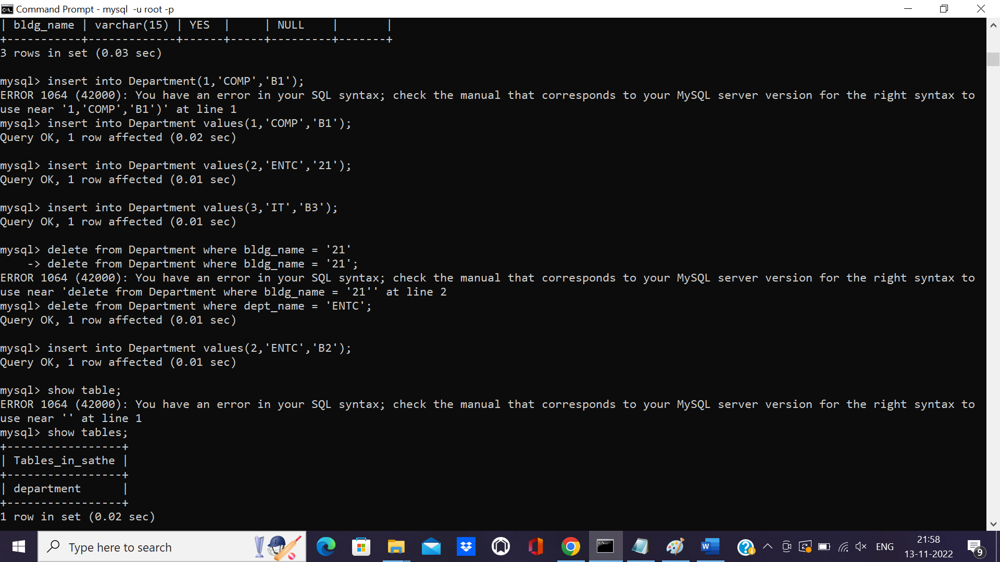 Command Prompt - mysql  -u root -p
| bldg_name | varchar(15) | YES  |     | NULL    |       |
+-----------+-------------+------+-----+---------+-------+
3 rows in set (0.03 sec)
mysql> insert into Department(1,'COMP','B1');
ERROR 1064 (42000): You have an error in your SQL syntax; check the manual that corresponds to your MySQL server version for the right syntax to
use near '1,'COMP','B1')' at line 1
mysql> insert into Department values(1,'COMP','B1');
Query OK, 1 row affected (0.02 sec)
mysql> insert into Department values(2,'ENTC','21');
Query OK, 1 row affected (0.01 sec)
mysql> insert into Department values(3,'IT','B3');
Query OK, 1 row affected (0.01 sec)
mysql> delete from Department where bldg_name = '21'
    -> delete from Department where bldg_name = '21';
ERROR 1064 (42000): You have an error in your SQL syntax; check the manual that corresponds to your MySQL server version for the right syntax to
use near 'delete from Department where bldg_name = '21'' at line 2
mysql> delete from Department where dept_name = 'ENTC';
Query OK, 1 row affected (0.01 sec)
mysql> insert into Department values(2,'ENTC','B2');
Query OK, 1 row affected (0.01 sec)
mysql> show table;
ERROR 1064 (42000): You have an error in your SQL syntax; check the manual that corresponds to your MySQL server version for the right syntax to
use near '' at line 1
mysql> show tables;
+-----------------+
| Tables_in_sathe |
+-----------------+
| department      |
+-----------------+
1 row in set (0.02 sec)
Type here to search
ENG
21:58
13-11-2022
9